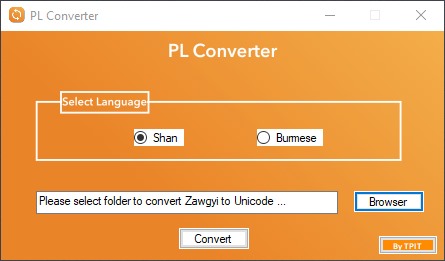 PL Converter
PL Converter
Select Language
Shan
Burmese
Please select folder to convert Zawgyi to Unicode ...
Browser
Convert
By TPIT